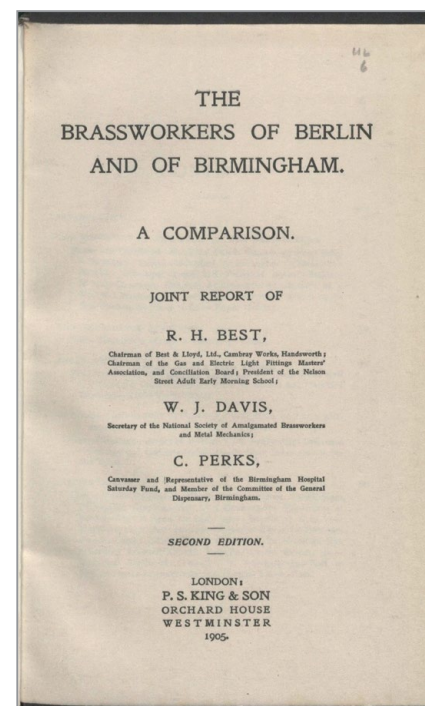 THE
BRASSWORKERS OF BERLIN
AND OF BIRMINGHAM.
A COMPARISON.
JOINT REPORT OF
R. H. BEST,
Chairman of Best & Lloyd, Ltd., Cambray Works, Handsworth;
Chairman of the Gas and Electric Light Fittings Masters'
Association, and Conciliation Board; President of the Nelson
Street Adult Early Morning School;
W. J. DAVIS,
Secretary of the National Society of Amalgamated Brassworkers
and Metal Mechanics;
C. PERKS,
Canvasser and Representative of the Birmingham Hospital
Saturday Fund, and Member of the Committee of the General
Dispensary, Birmingham.
SECOND EDITION.
LONDON:
P. S. KING & SON
ORCHARD HOUSE
WESTMINSTER
1905.